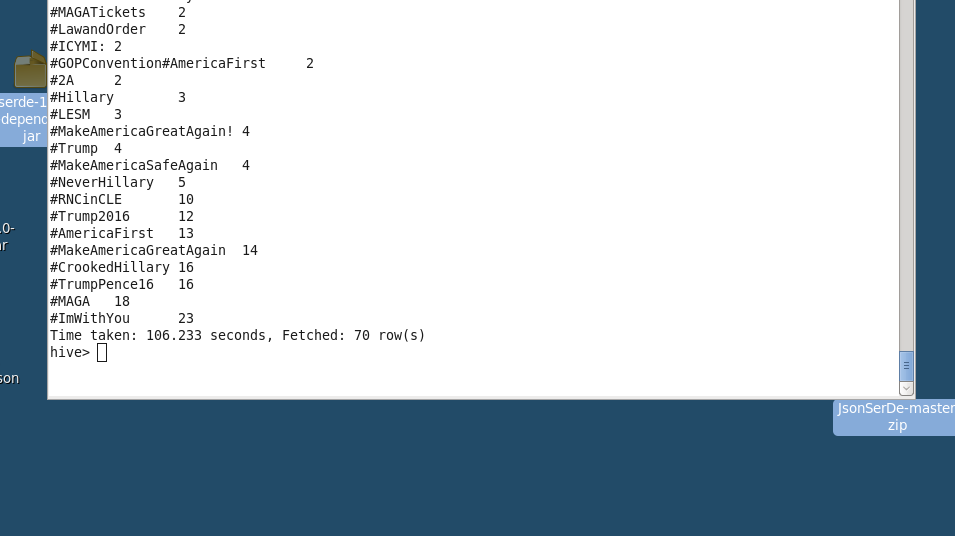 #MAGATickets 2
#LawandOrder 2
#ICYMI: 2
#GOPConvention#AmericaFirst 2
#2A 2
#Hillary 3
#LESM 3
#MakeAmericaGreatAgain! 4
#Trump 4
#MakeAmericaSafeAgain 4
#NeverHillary 5
#RNCinCLE 10
#Trump2016 12
#AmericaFirst 13
#MakeAmericaGreatAgain 14
#CrookedHillary 16
#TrumpPence16 16
#MAGA 18
#ImWithYou 23
Time taken: 106.233 seconds, Fetched: 70 row(s)
hive>
serde-1
depend
jar
.0-
ar
son
JsonSerDe-master
zip